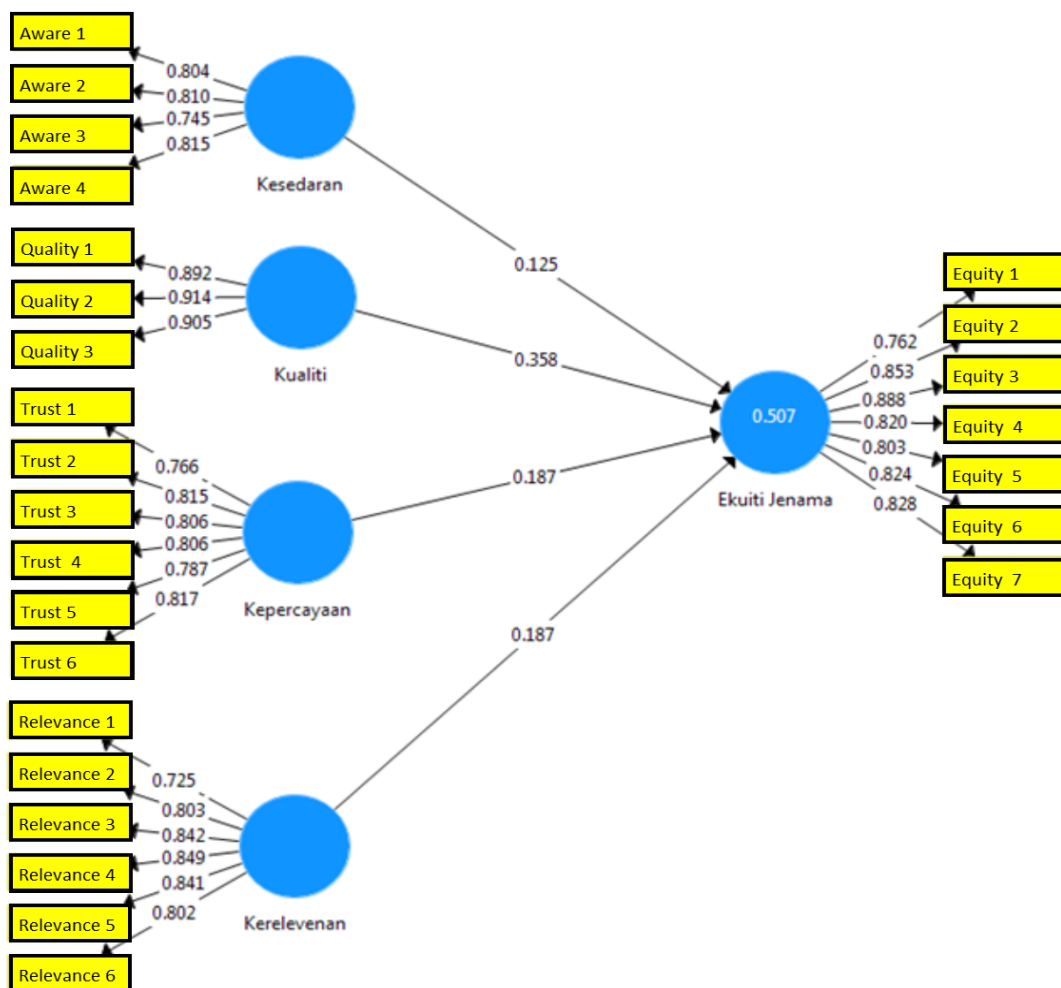 Aware 1
Aware 2
Aware 3
Aware 4
0.804
0.810
0.745
0.815
Kesedaran
Quality 1
Quality 2
Quality 3
0.892
0.914
0.905
Kualiti
Trust 1
Trust 2
Trust 3
Trust 4
Trust 5
Trust 6
0.766
0.815
0.806
0.806
0.787
0.817
Kepercayaan
Relevance 1
Relevance 2
Relevance 3
Relevance 4
Relevance 5
Relevance 6
0.725
0.803
0.842
0.849
0.841
0.802
Kerelevenan
0.125
0.358
0.187
0.187
0.507
Ekuiti Jenama
0.762
0.853
0.888
0.820
0.803
0.824
0.828
Equity 1
Equity 2
Equity 3
Equity 4
Equity 5
Equity 6
Equity 7